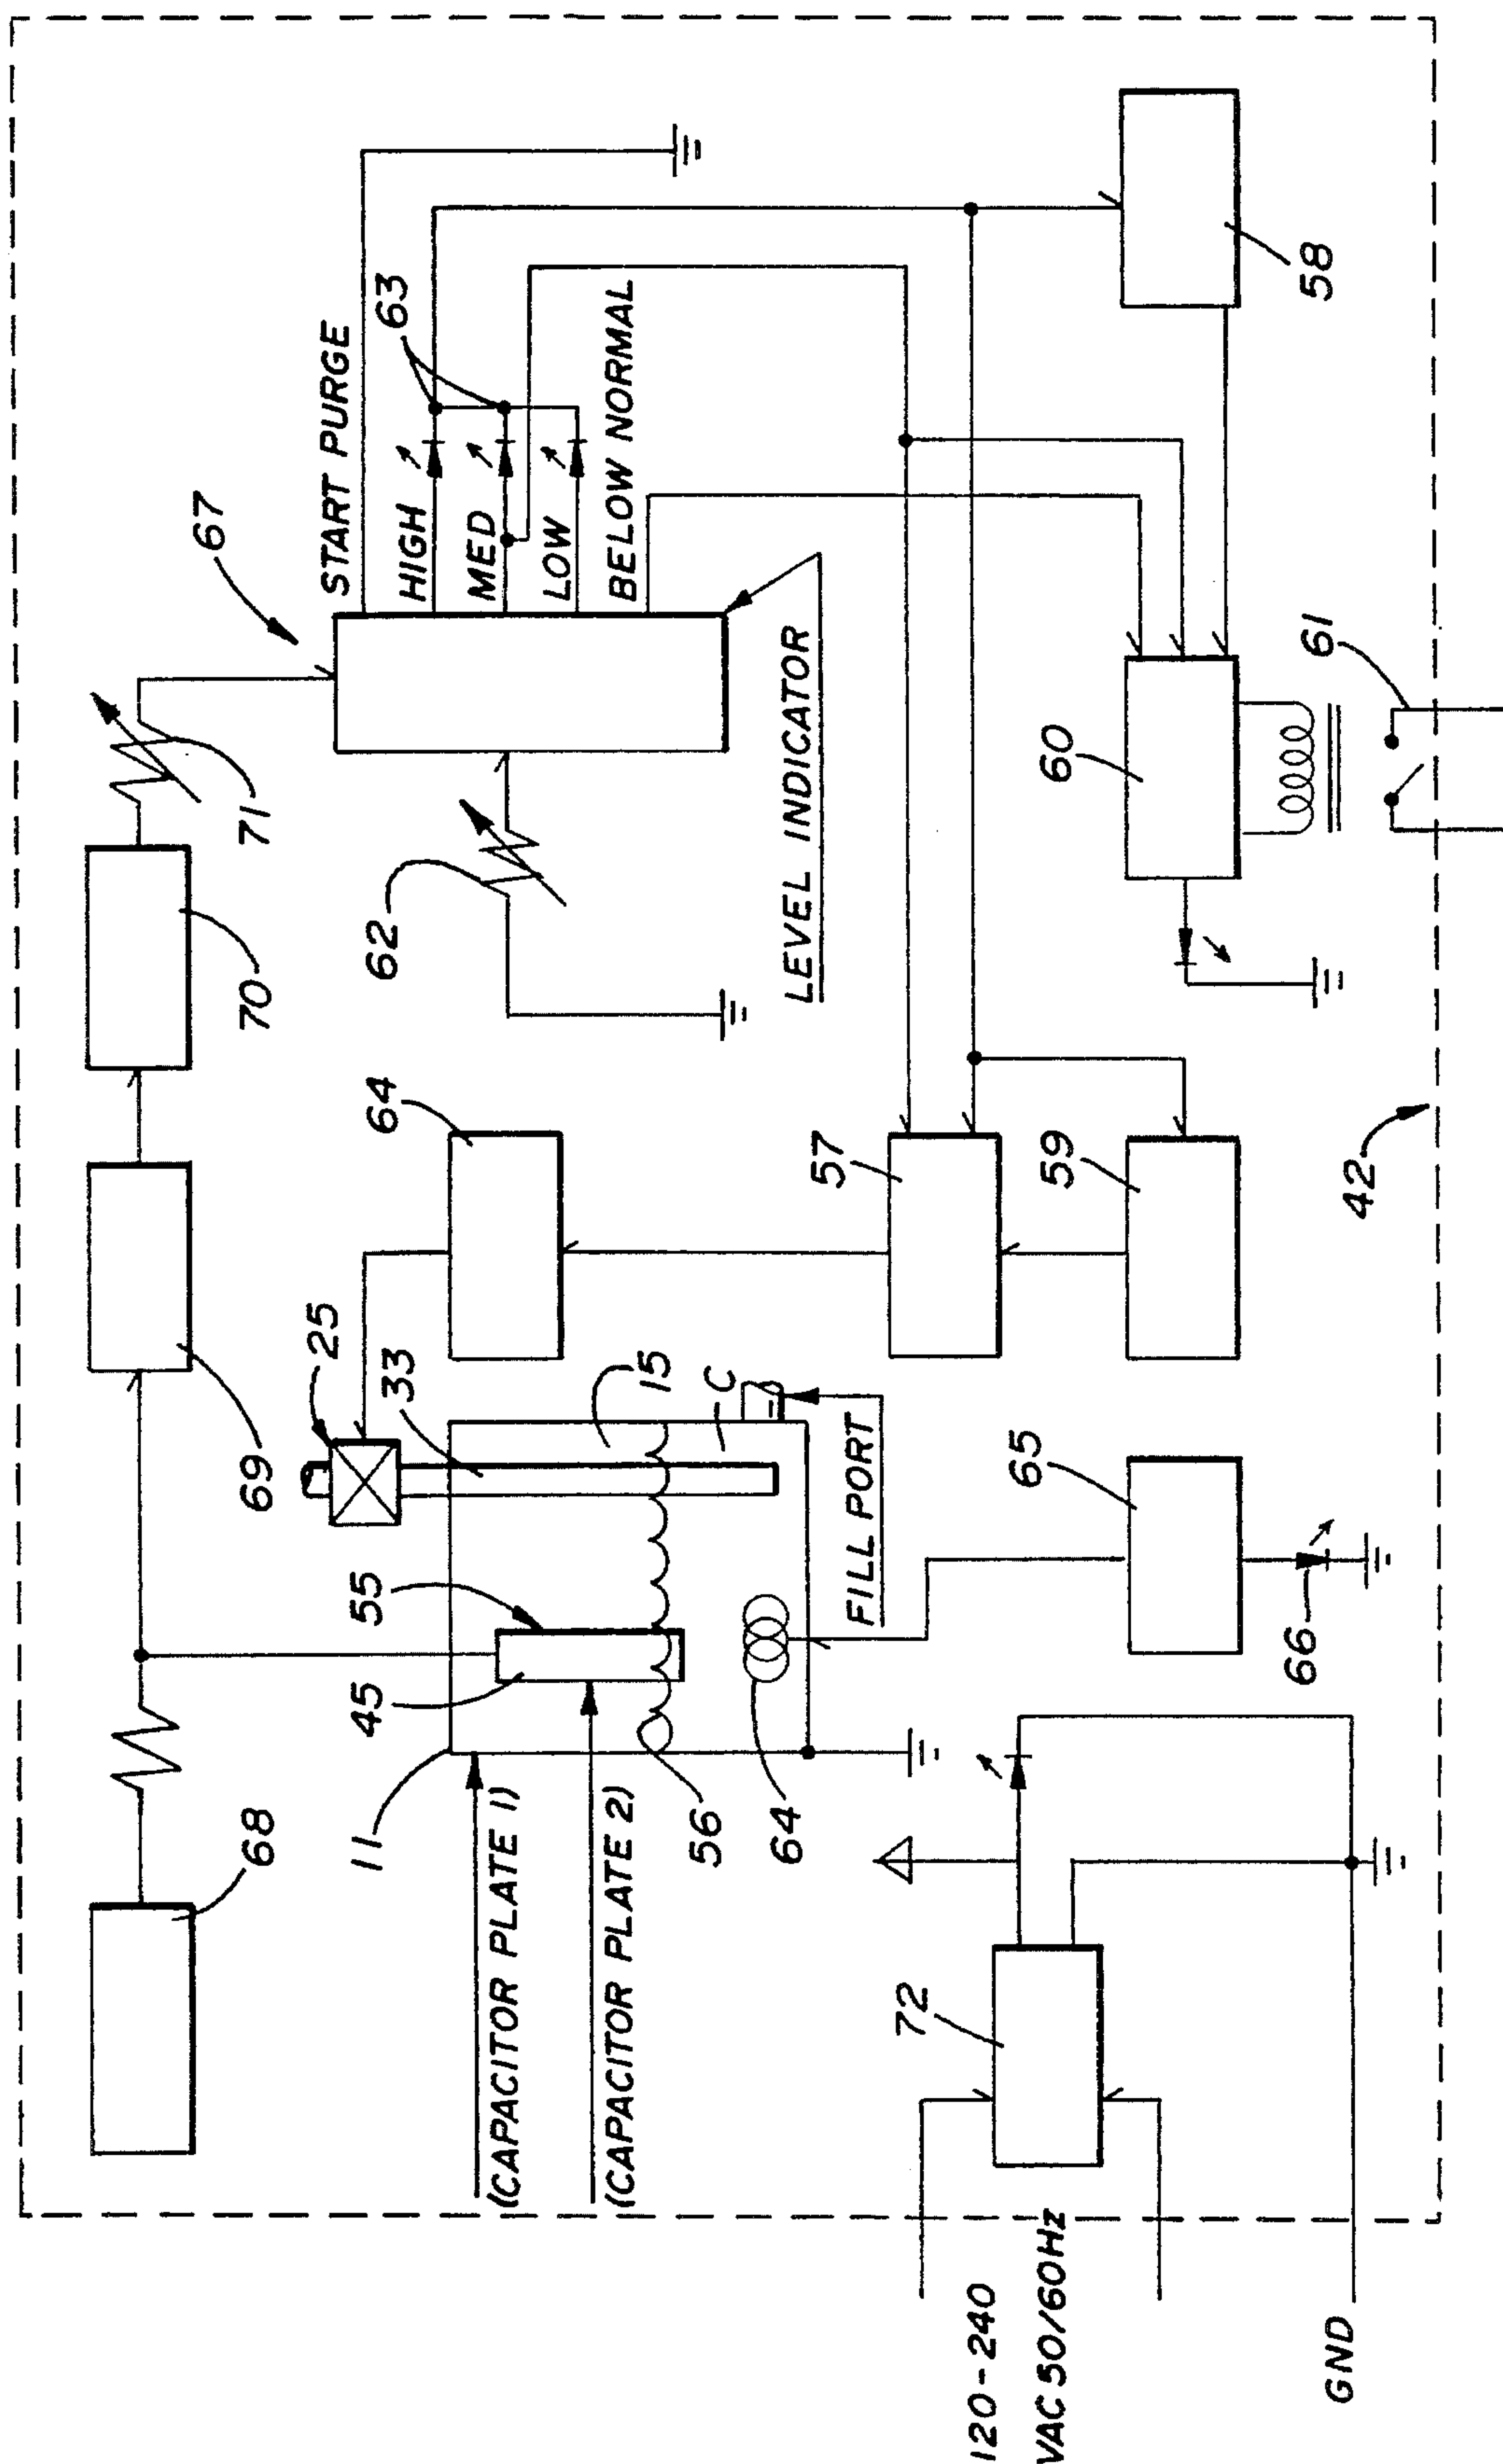 68
69
70
71
67
START PURGE
HIGH
MED
LOW
BELOW NORMAL
63
62
LEVEL INDICATOR
11
(CAPACITOR PLATE 1)
(CAPACITOR PLATE 2)
45
55
56
64
25
33
15
C
FILL PORT
64
57
59
60
61
58
65
66
72
120-240
VAC 50/60Hz
GND
42